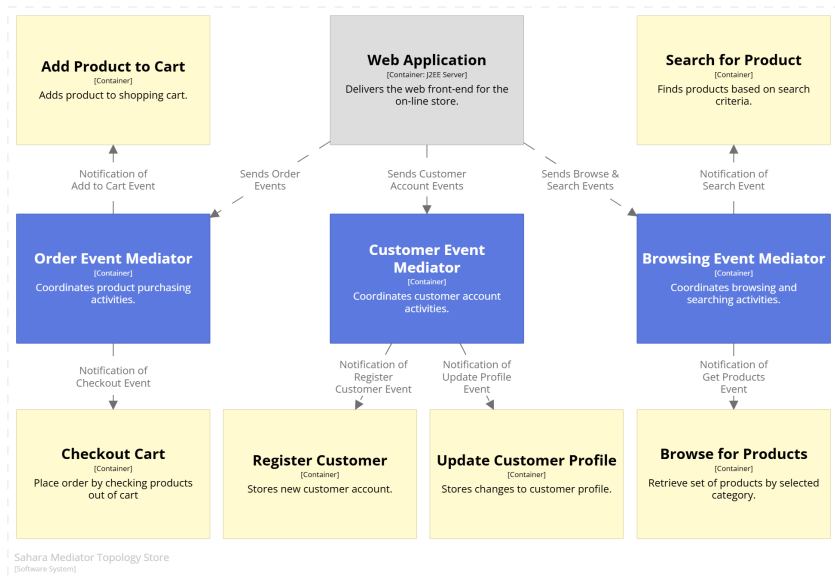 Add Product to Cart
[Container]
Adds product to shopping cart.
Web Application
[Container: J2EE Server]
Delivers the web front-end for the
on-line store.
Search for Product
[Container]
Finds products based on search
criteria.
Notification of
Add to Cart Event
Sends Order
Events
Sends Customer
Account Events
Sends Browse &
Search Events
Notification of
Search Event
Order Event Mediator
[Container]
Coordinates product purchasing
activities.
Customer Event
Mediator
[Container]
Coordinates customer account
activities.
Browsing Event Mediator
[Container]
Coordinates browsing and
searching activities.
Notification of
Checkout Event
Notification of
Register
Customer Event
Notification of
Update Profile
Event
Notification of
Get Products
Event
Checkout Cart
[Container]
Place order by checking products
out of cart
Register Customer
[Container]
Stores new customer account.
Update Customer Profile
[Container]
Stores changes to customer profile.
Browse for Products
[Container]
Retrieve set of products by selected
category.
Sahara Mediator Topology Store
[Software System]